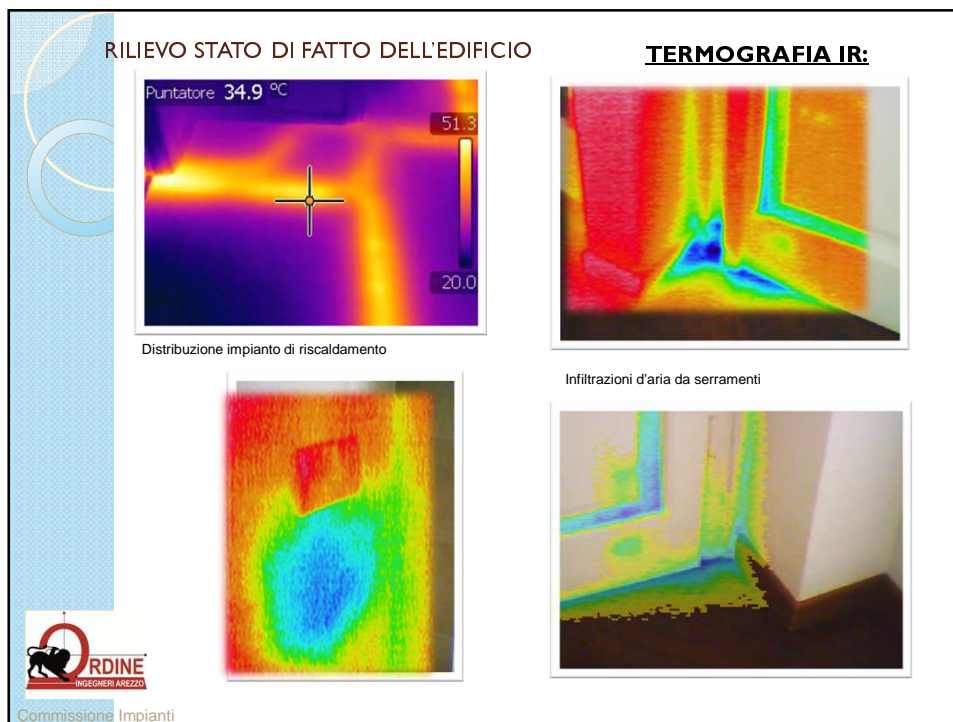 RILIEVO STATO DI FATTO DELL'EDIFICIO
TERMOGRAFIA IR:
Puntatore 34.9 °C
51.3
20.0
Distribuzione impianto di riscaldamento
Infiltrazioni d'aria da serramenti
ORDINE
INGEGNERI AREZZO
Commissione Impianti